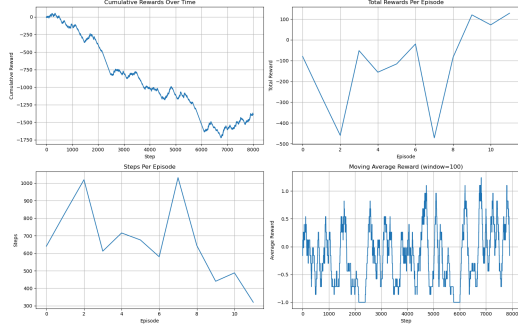 Cumulative Rewards Over Time
0
−250
−500
−750
−1000
−1250
−1500
−1750
Cumulative Reward
0 1000 2000 3000 4000 5000 6000 7000 8000
Step
Total Rewards Per Episode
100
0
−100
−200
−300
−400
−500
Total Reward
0 2 4 6 8 10
Episode
Steps Per Episode
1000
900
800
700
600
500
400
300
Steps
0 2 4 6 8 10
Episode
Moving Average Reward (window=100)
1.0
0.5
0.0
−0.5
−1.0
Average Reward
0 1000 2000 3000 4000 5000 6000 7000 8000
Step